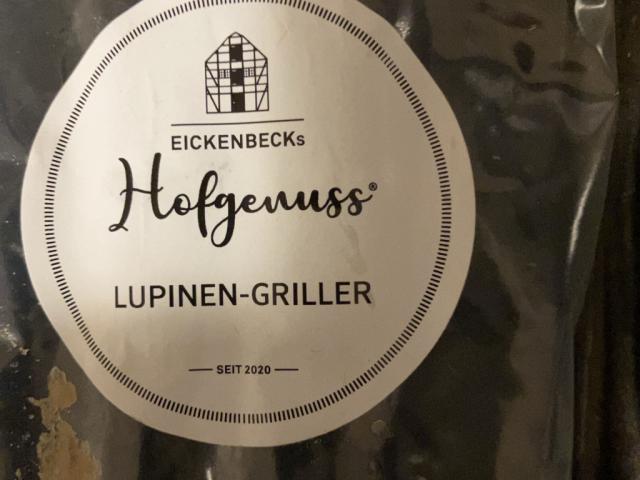 EICKENBECKs
Hofgenuss®
LUPINEN-GRILLER
SEIT 2020